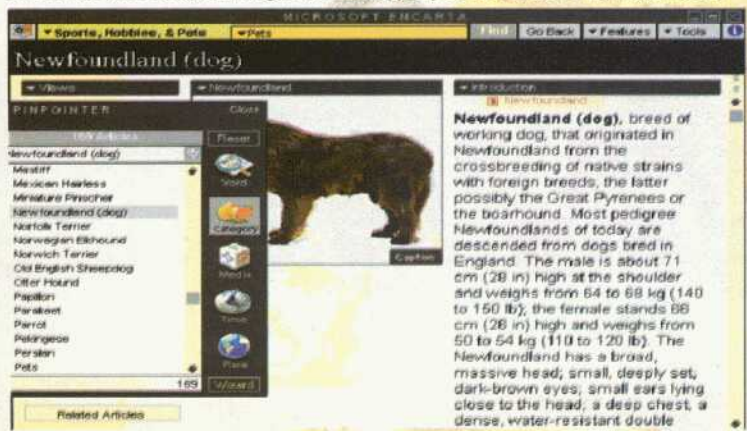 MICROSOFT ENCARTA
Sports, Hobbies, & Pets
Pets
Find
Go Back
Features
Tools
Newfoundland (dog)
Views
PINPOINTER
Close
169 Articles
Newfoundland (dog)
Mastiff
Mexican Hairless
Miniature Pinscher
Newfoundland (dog)
Norfolk Terrier
Norwegian Elkhound
Norwich Terrier
Old English Sheepdog
Otter Hound
Papillon
Parakeet
Parrot
Pekingese
Persian
Pets
169
Reset
Word
Category
Media
Time
Place
Wizard
Related Articles
Newfoundland
Caption
Introduction
Newfoundland
Newfoundland (dog), breed of
working dog, that originated in
Newfoundland from the
crossbreeding of native strains
with foreign breeds, the latter
possibly the Great Pyrenees or
the boarhound. Most pedigree
Newfoundlands of today are
descended from dogs bred in
England. The male is about 71
cm (28 in) high at the shoulder
and weighs from 64 to 68 kg (140
to 150 lb); the female stands 66
cm (26 in) high and weighs from
50 to 54 kg (110 to 120 lb). The
Newfoundland has a broad,
massive head; small, deeply set,
dark-brown eyes; small ears lying
close to the head; a deep chest; a
dense, water-resistant double